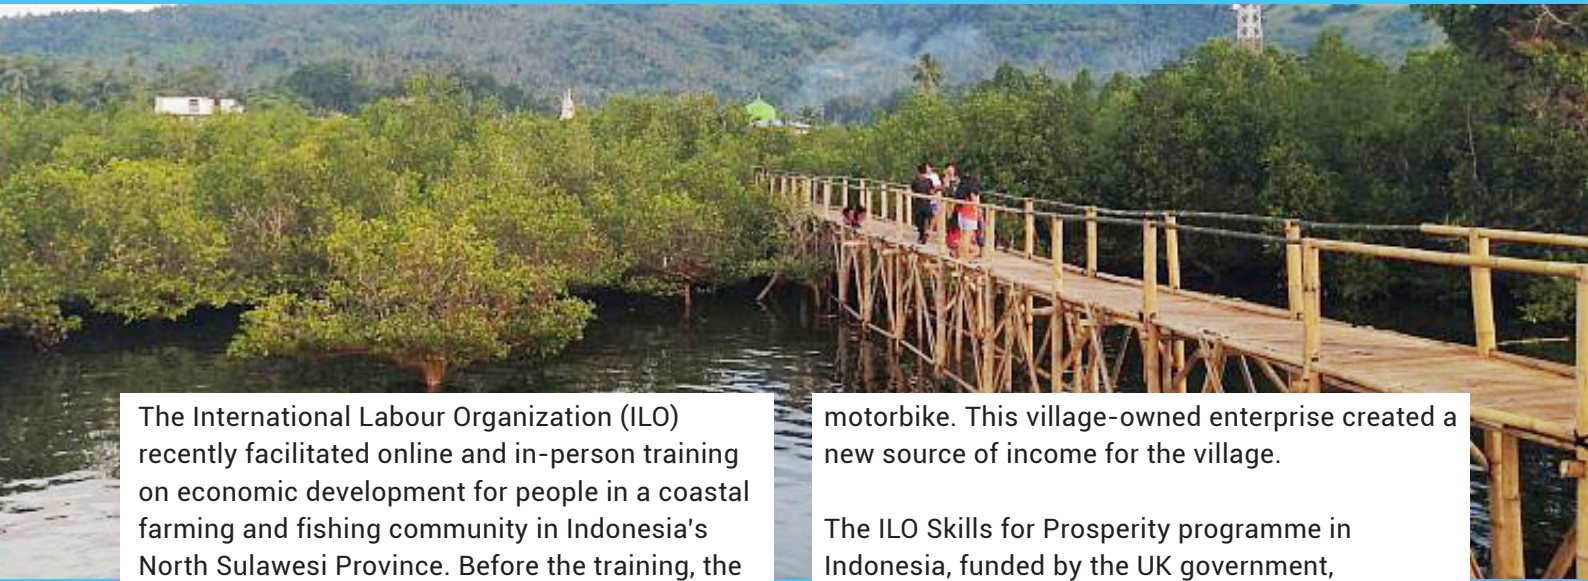 The International Labour Organization (ILO)
recently facilitated online and in-person training
on economic development for people in a coastal
farming and fishing community in Indonesia's
North Sulawesi Province. Before the training, the
motorbike. This village-owned enterprise created a
new source of income for the village.
The ILO Skills for Prosperity programme in
Indonesia, funded by the UK government,